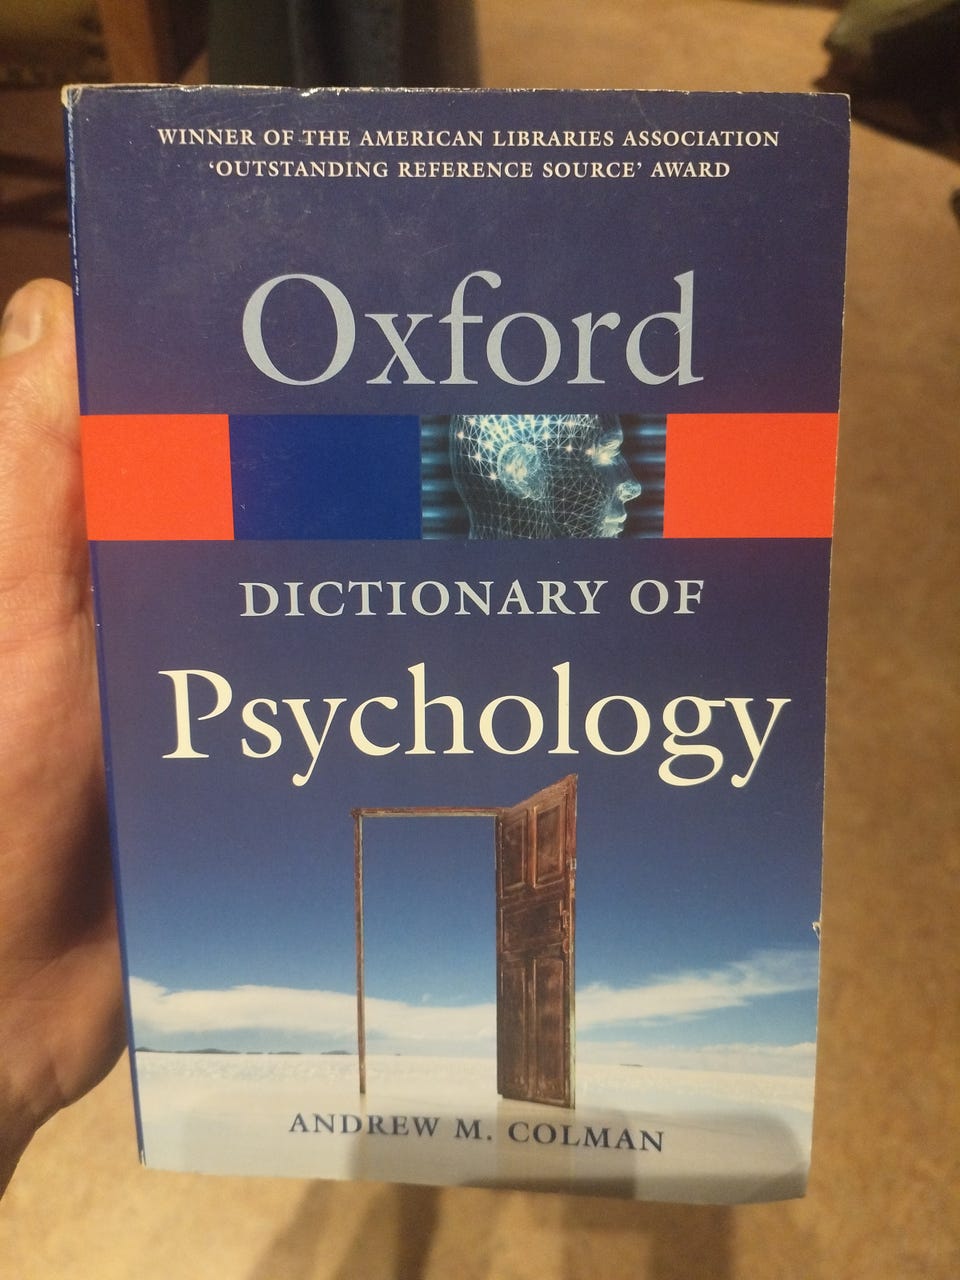 WINNER OF THE AMERICAN LIBRARIES ASSOCIATION
‘OUTSTANDING REFERENCE SOURCE’ AWARD
Oxford
DICTIONARY OF
Psychology
ANDREW M. COLMAN